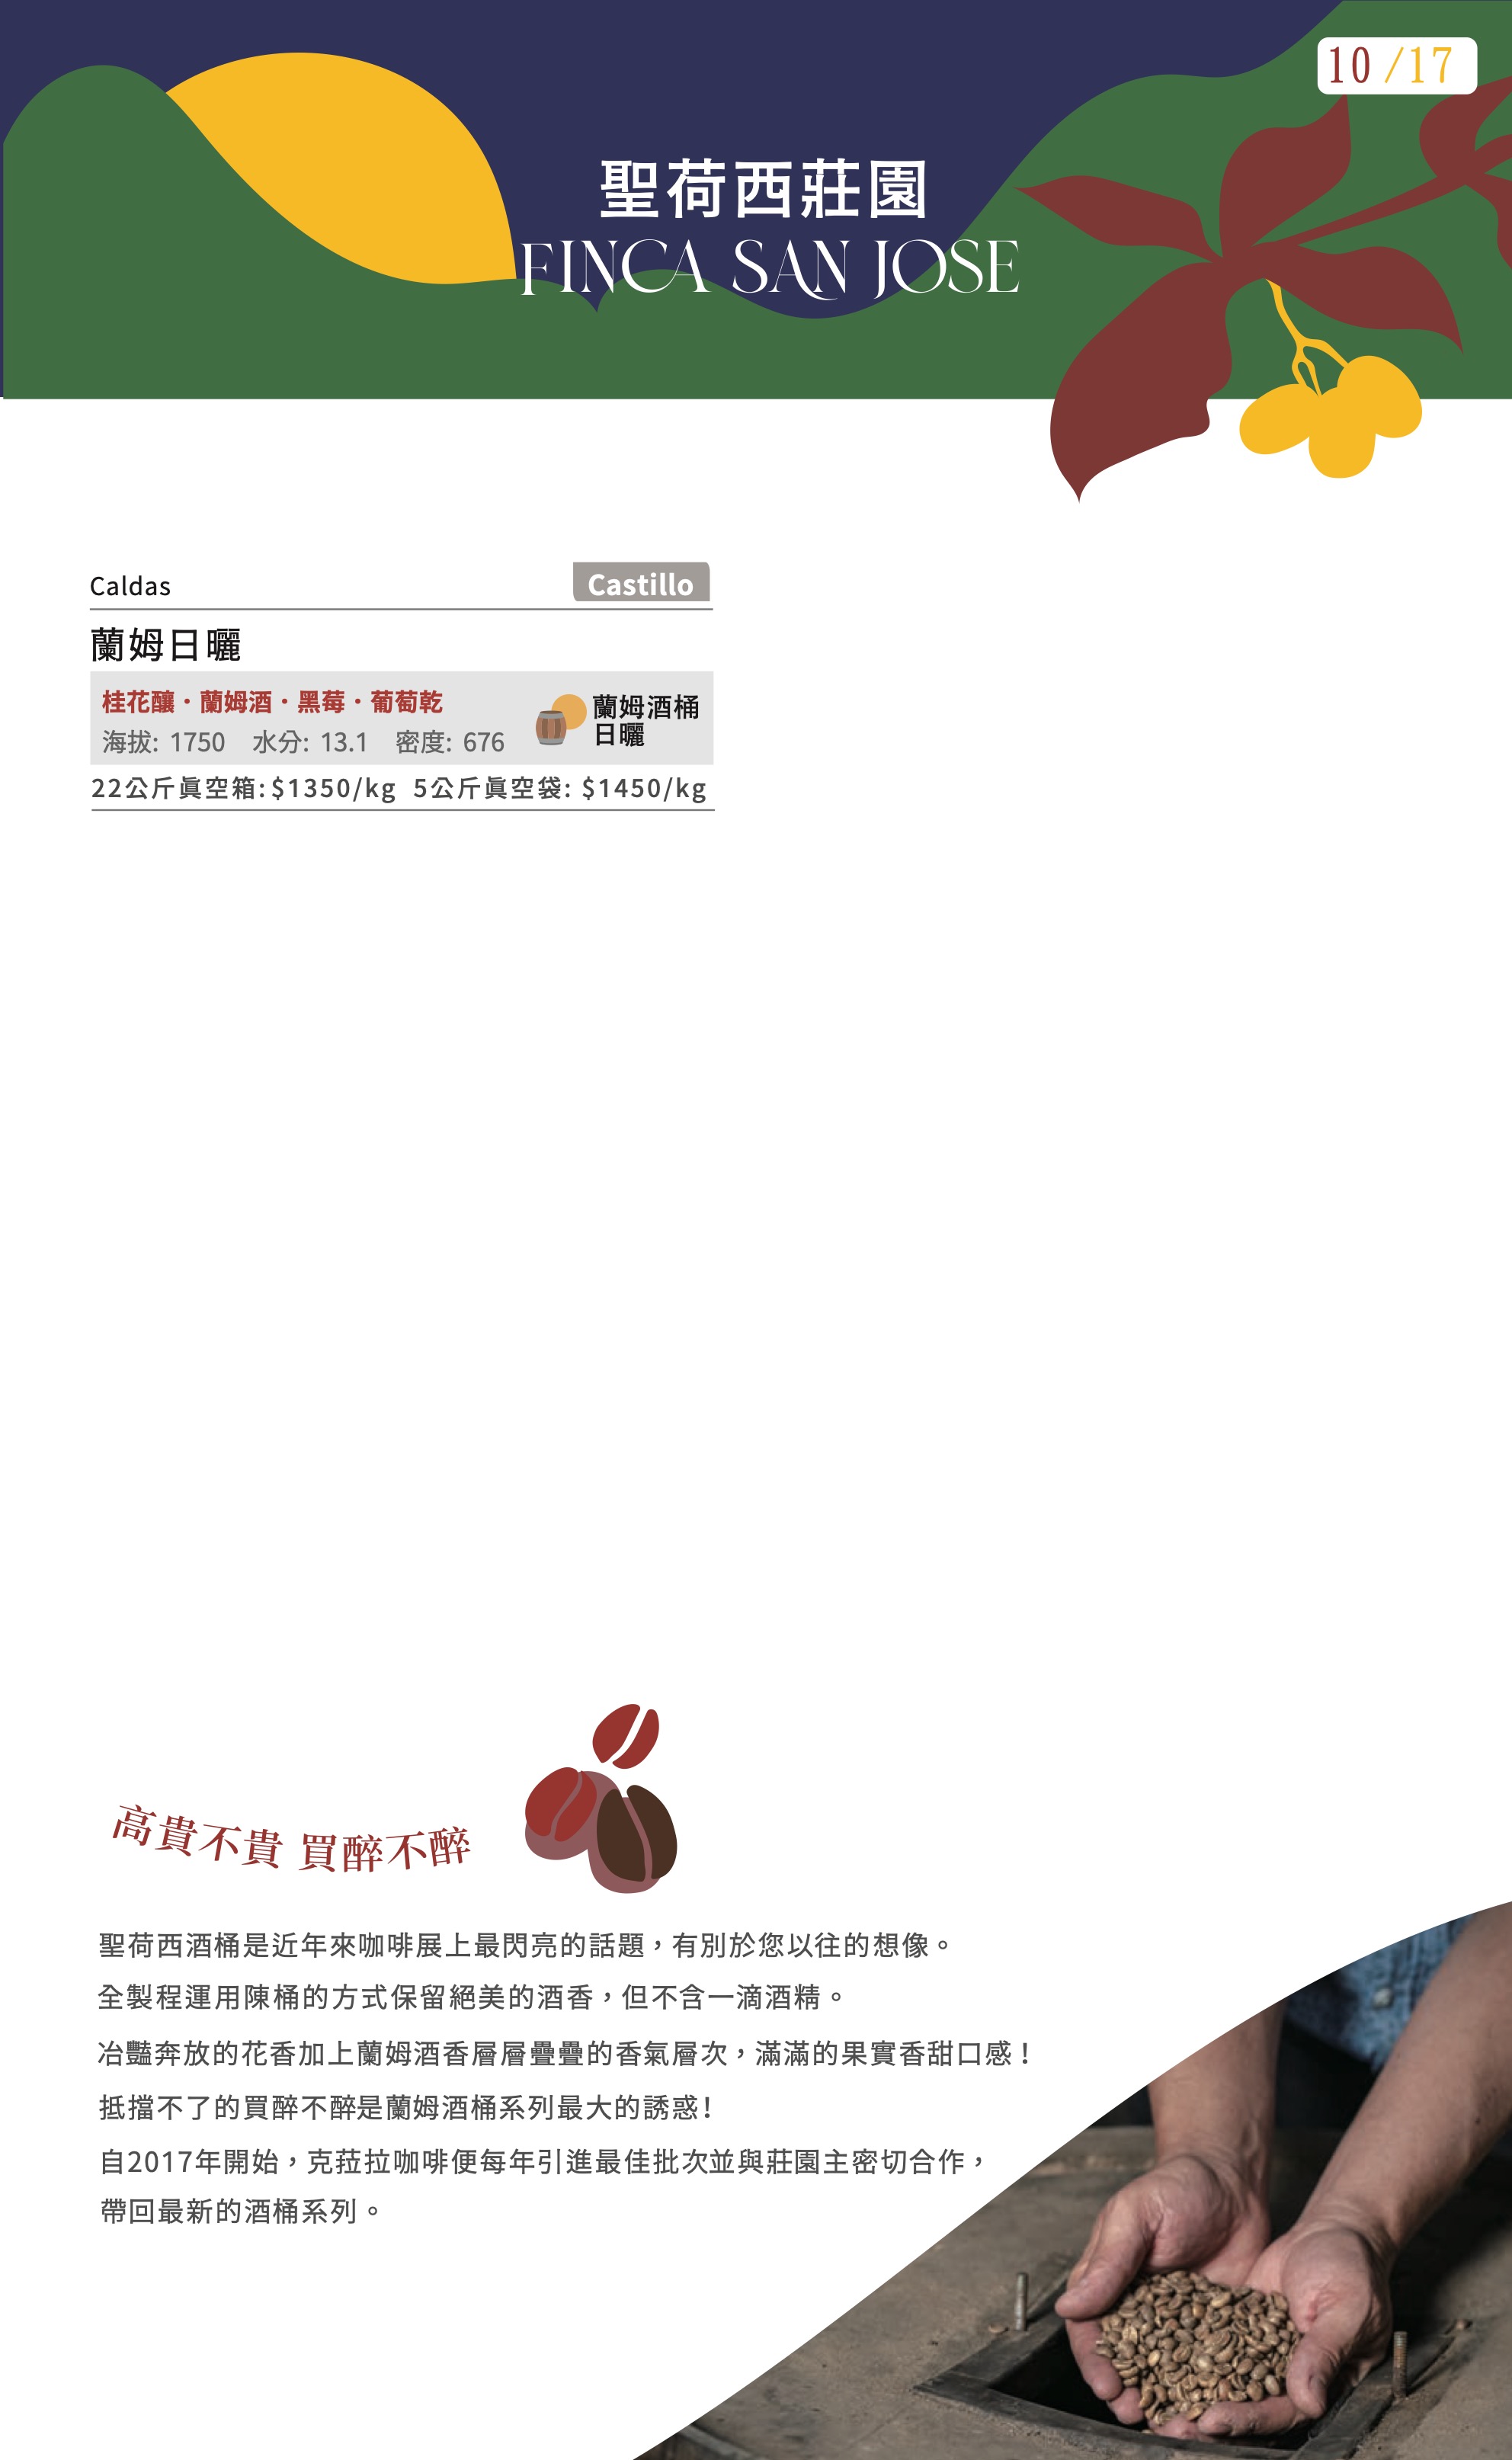 10 /17
聖荷西莊園
FINCA SAN JOSE
Caldas
Castillo
蘭姆日曬
桂花釀・蘭姆酒・黑莓・葡萄乾
蘭姆酒桶
日曬
海拔: 1750 水分: 13.1 密度: 676
22公斤眞空箱:$1350/kg 5公斤眞空袋: $1450/kg
高貴不貴 買醉不醉
聖荷西酒桶是近年來咖啡展上最閃亮的話題，有別於您以往的想像。
全製程運用陳桶的方式保留絕美的酒香，但不含一滴酒精。
冶豔奔放的花香加上蘭姆酒香層層疊疊的香氣層次，滿滿的果實香甜口感！
抵擋不了的買醉不醉是蘭姆酒桶系列最大的誘惑！
自2017年開始，克菈拉咖啡便每年引進最佳批次並與莊園主密切合作，
帶回最新的酒桶系列。